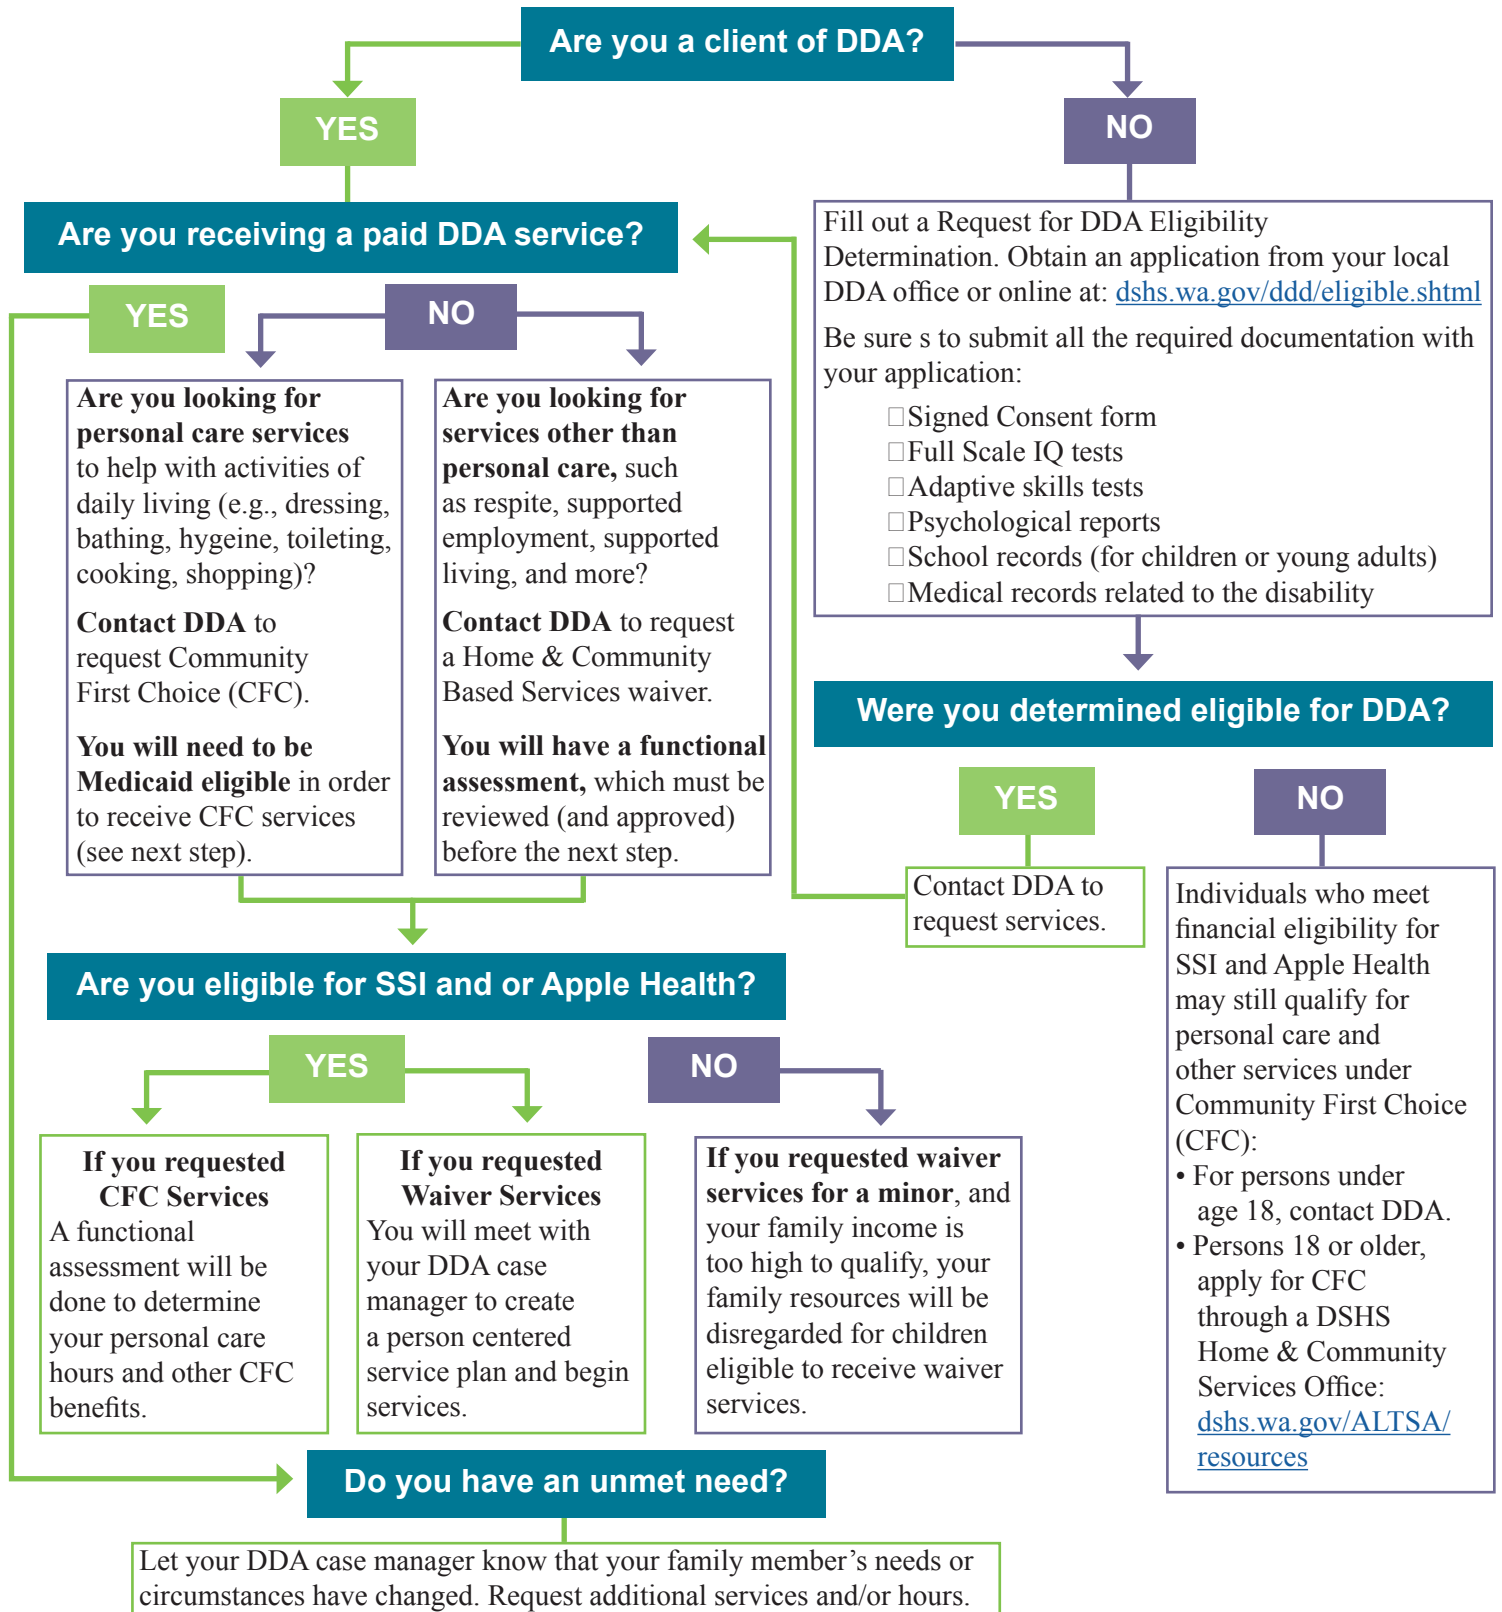 Are you a client of DDA?
YES
NO
Are you receiving a paid DDA service?
YES
NO
Are you looking for
personal care services
to help with activities of
daily living (e.g., dressing,
bathing, hygeine, toileting,
cooking, shopping)?
Contact DDA to
request Community
First Choice (CFC).
You will need to be
Medicaid eligible in order
to receive CFC services
(see next step).
Are you looking for
services other than
personal care, such
as respite, supported
employment, supported
living, and more?
Contact DDA to request
a Home & Community
Based Services waiver.
You will have a functional
assessment, which must be
reviewed (and approved)
before the next step.
Fill out a Request for DDA Eligibility
Determination. Obtain an application from your local
DDA office or online at: dshs.wa.gov/ddd/eligible.shtml
Be sure s to submit all the required documentation with
your application:
□Signed Consent form
□Full Scale IQ tests
□Adaptive skills tests
□Psychological reports
□School records (for children or young adults)
□Medical records related to the disability
Were you determined eligible for DDA?
YES
NO
Contact DDA to
request services.
Individuals who meet
financial eligibility for
SSI and Apple Health
may still qualify for
personal care and
other services under
Community First Choice
(CFC):
• For persons under
age 18, contact DDA.
• Persons 18 or older,
apply for CFC
through a DSHS
Home & Community
Services Office:
dshs.wa.gov/ALTSA/
resources
Are you eligible for SSI and or Apple Health?
YES
NO
If you requested
CFC Services
A functional
assessment will be
done to determine
your personal care
hours and other CFC
benefits.
If you requested
Waiver Services
You will meet with
your DDA case
manager to create
a person centered
service plan and begin
services.
If you requested waiver
services for a minor, and
your family income is
too high to qualify, your
family resources will be
disregarded for children
eligible to receive waiver
services.
Do you have an unmet need?
Let your DDA case manager know that your family member’s needs or
circumstances have changed. Request additional services and/or hours.